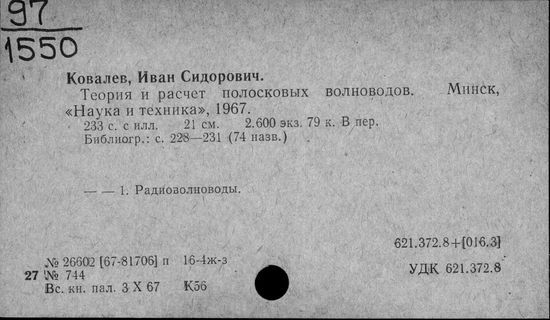 97
1550
Ковалев, Иван Сидорович.
Теория и расчет полосковых волноводов. Минск,
«Наука и техника», 1967.
233 с. с илл. 21 см. 2.600 экз. 79 к. В пер.
Библиогр.: с. 228—231 (74 назв.)
— — 1. Радиоволноводы.
621.372.8+[016.3]
№ 26602 [67-81706] п 16-4ж-з
27 № 744
УДК 621.372.8
Вс. кн. пал. 3 X 67 К56